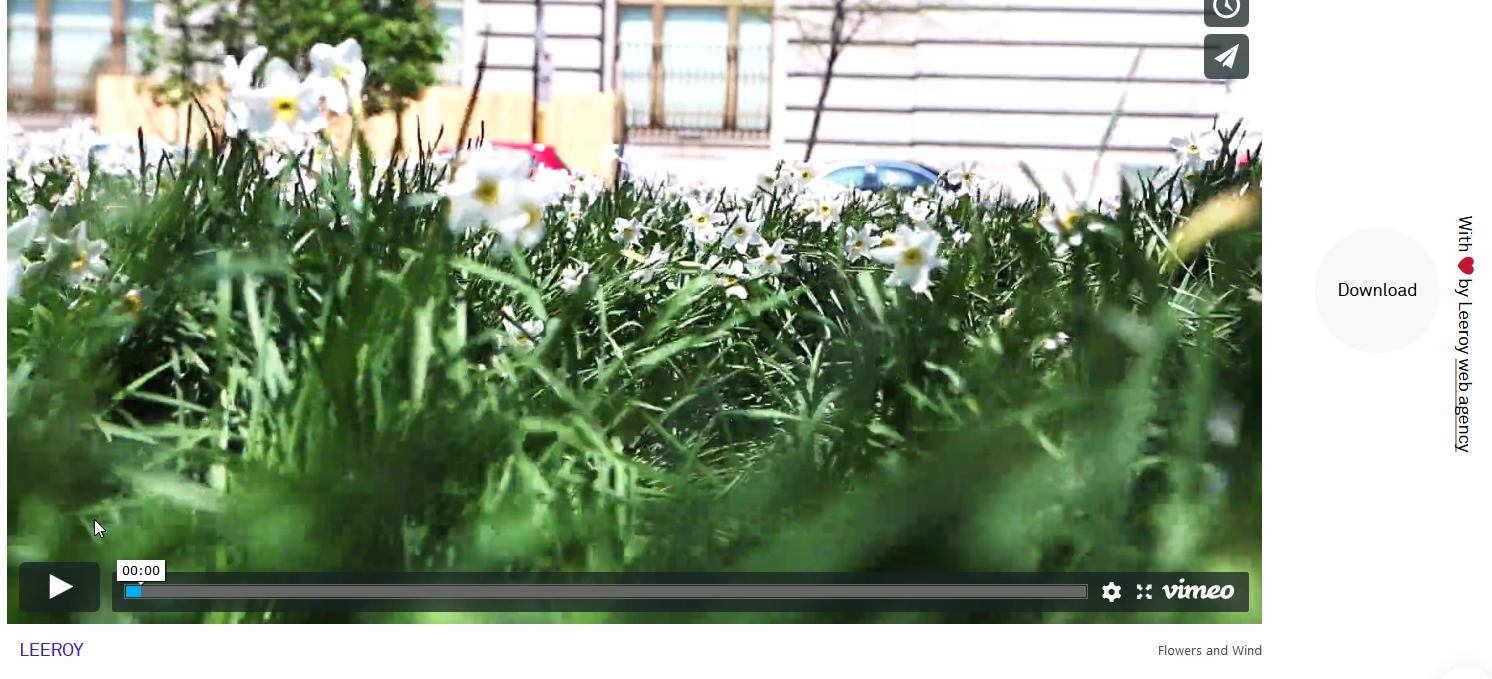 Download
With ❤ by Leeroy web agency
00:00
vimeo
LEEROY
Flowers and Wind